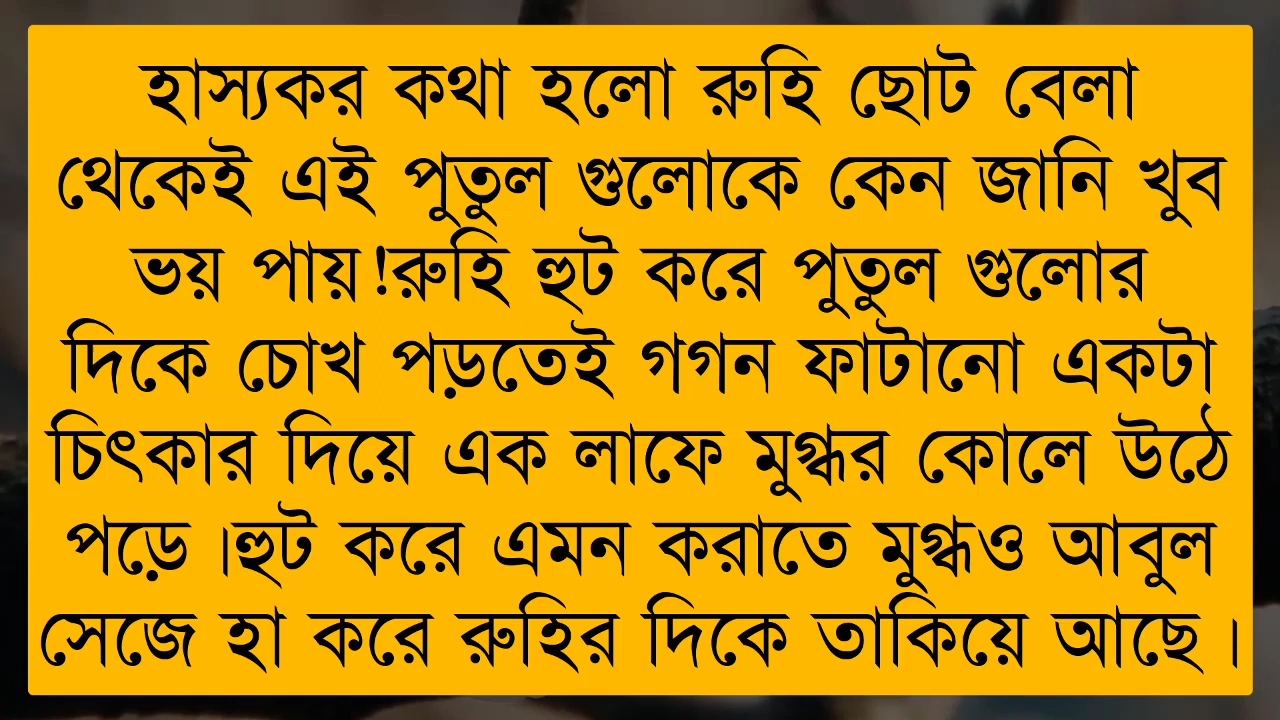 হাস্যকর কথা হলো রুহি ছোট বেলা
থেকেই এই পুতুল গুলোকে কেন জানি খুব
ভয় পায়!রুহি হুট করে পুতুল গুলোর
দিকে চোখ পড়তেই গগন ফাটানো একটা
চিৎকার দিয়ে এক লাফে মুগ্ধর কোলে উঠে
পড়ে।হুট করে এমন করাতে মুগ্ধও আবুল
সেজে হা করে রুহির দিকে তাকিয়ে আছে।